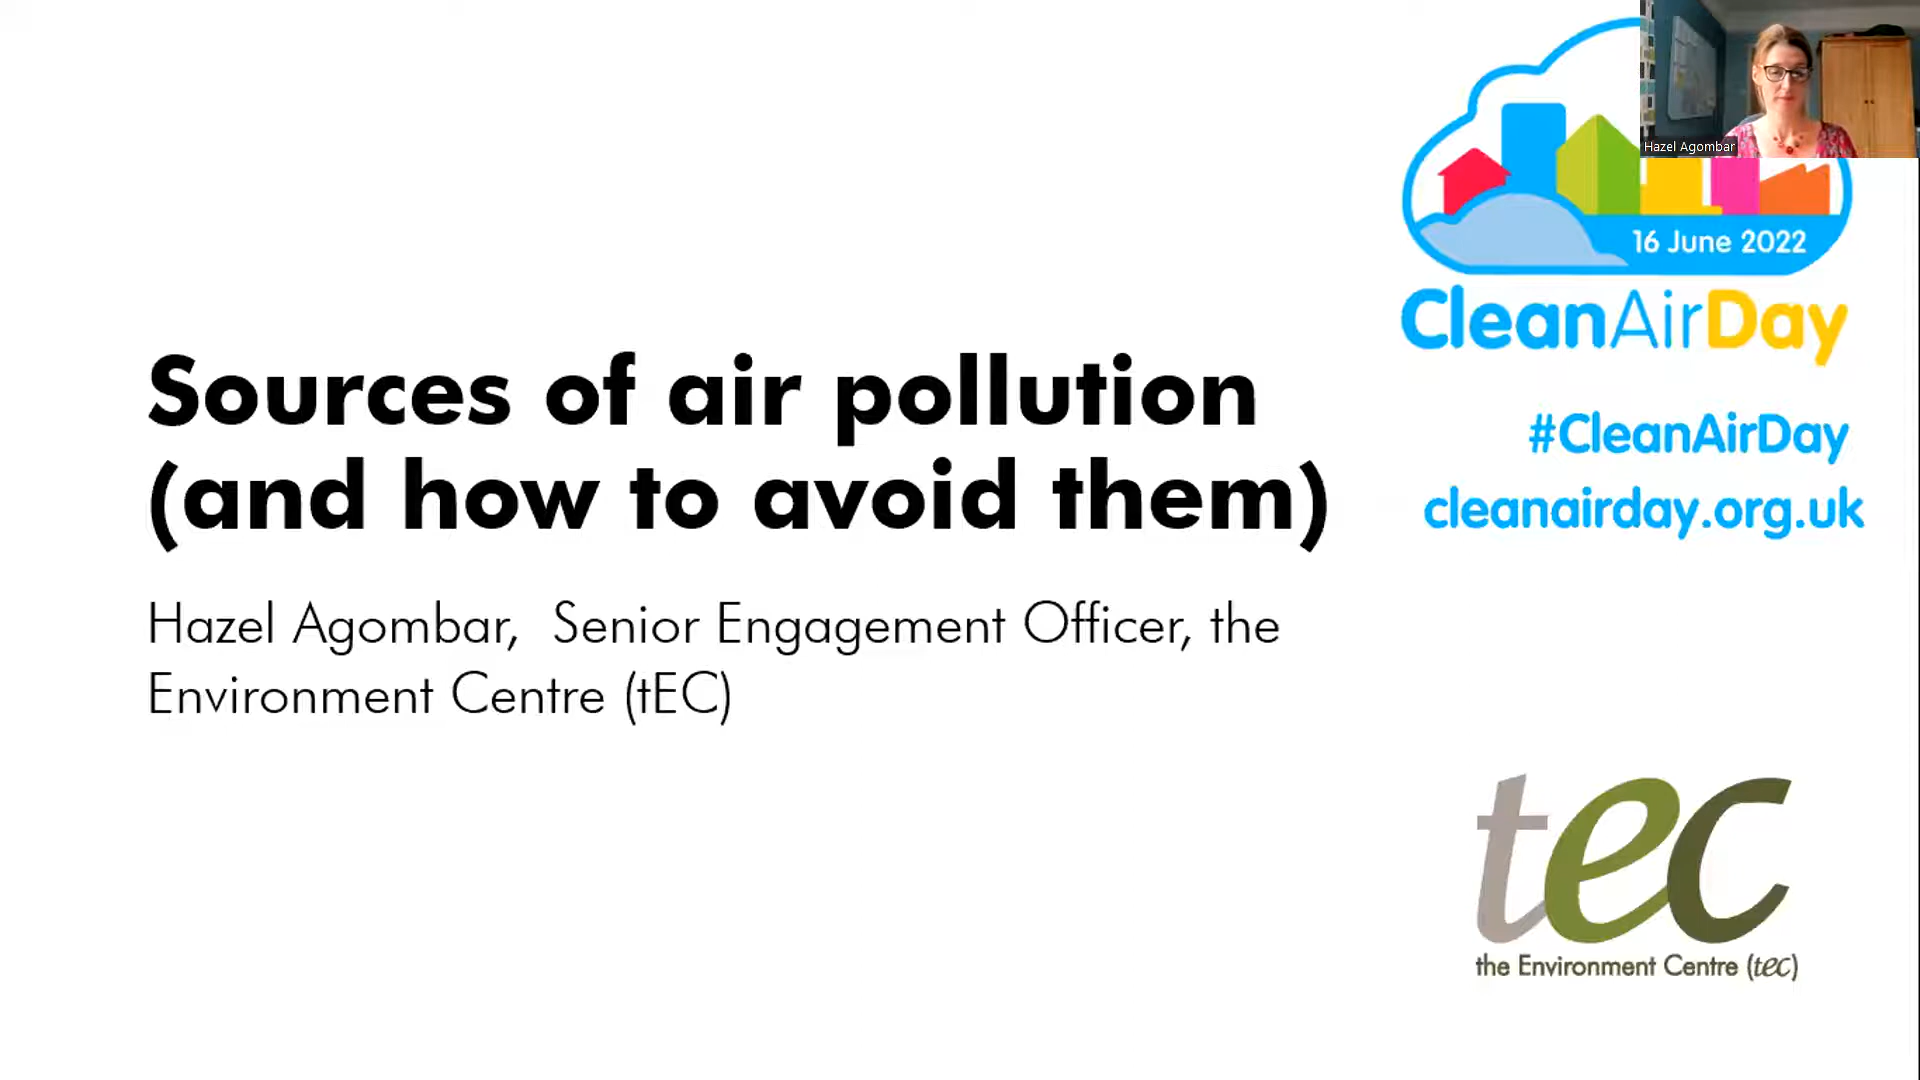 Hazel Agombar
16 June 2022
CleanAirDay
#CleanAirDay
cleanairday.org.uk
Sources of air pollution
(and how to avoid them)
Hazel Agombar,  Senior Engagement Officer, the
Environment Centre (tEC)
tec
the Environment Centre (tec)